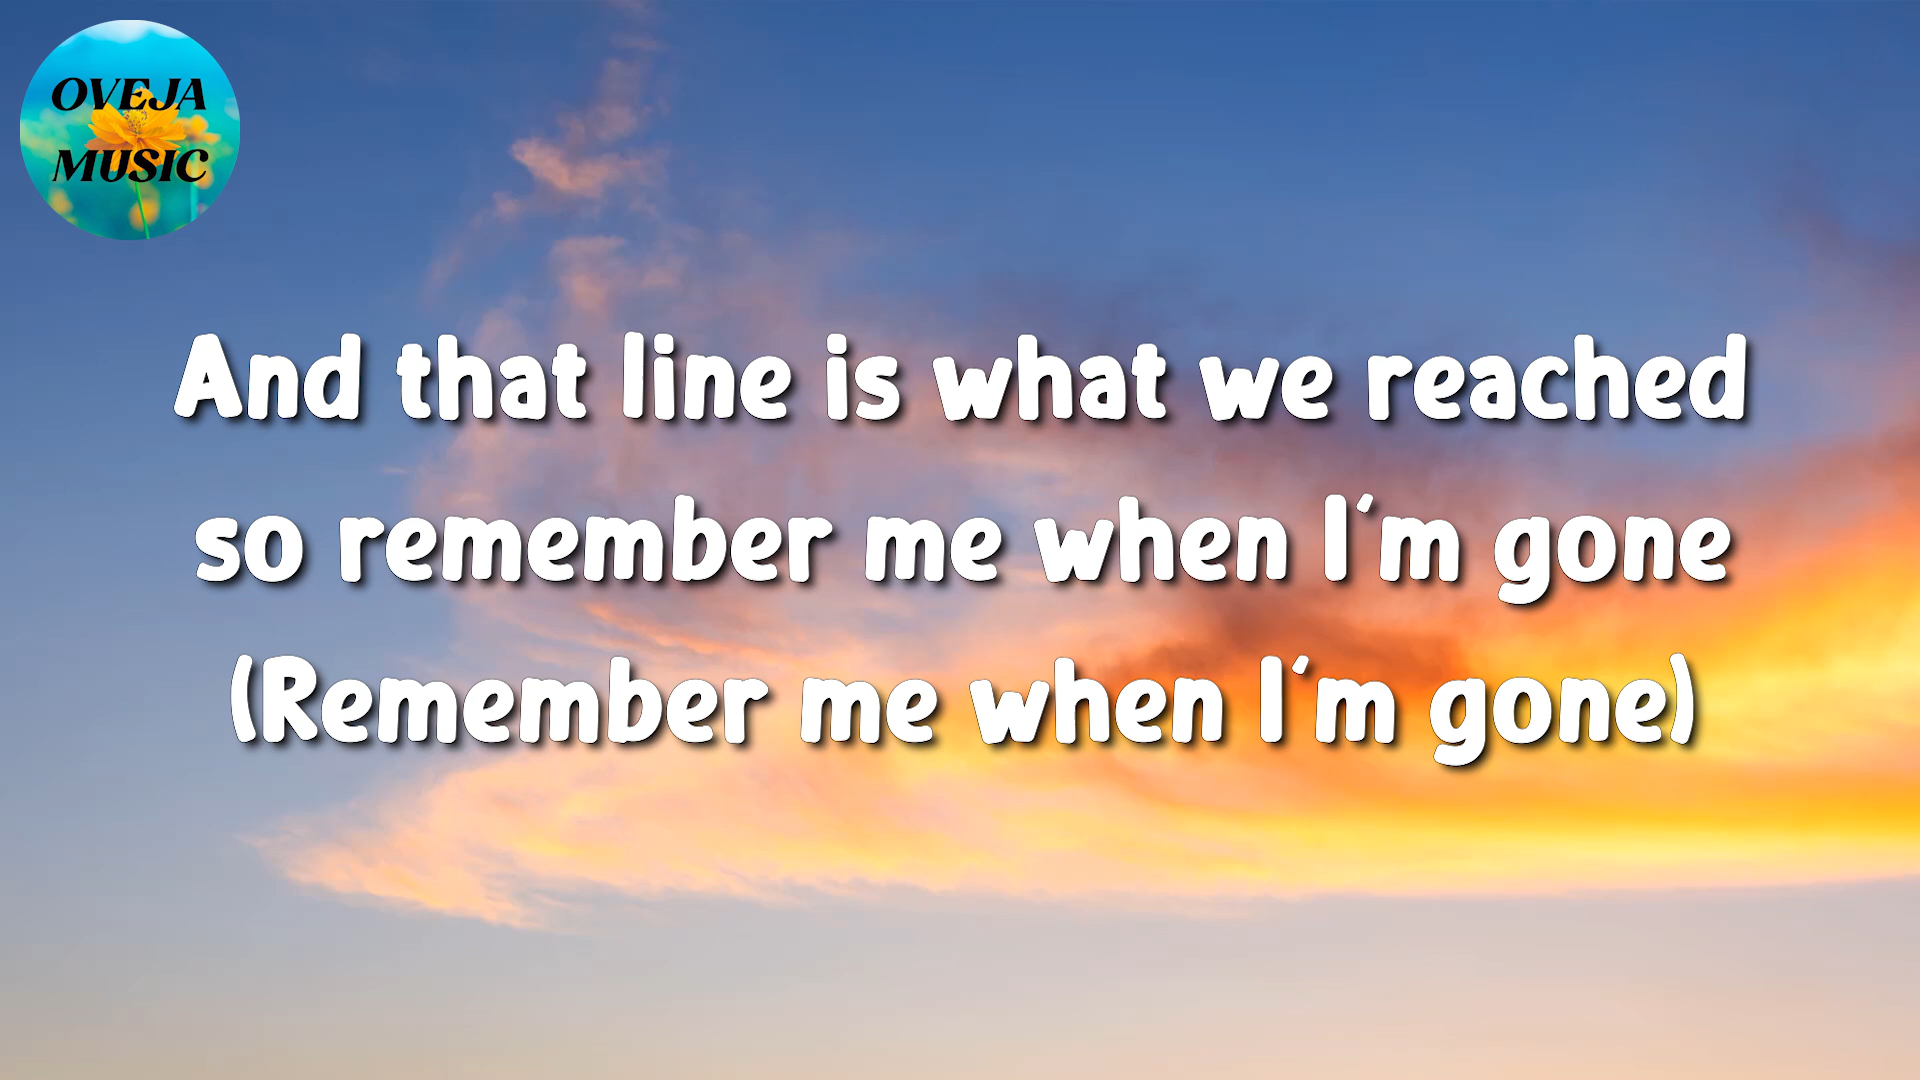 OVEJA
MUSIC
And that line is what we reached
so remember me when I'm gone
(Remember me when I'm gone)